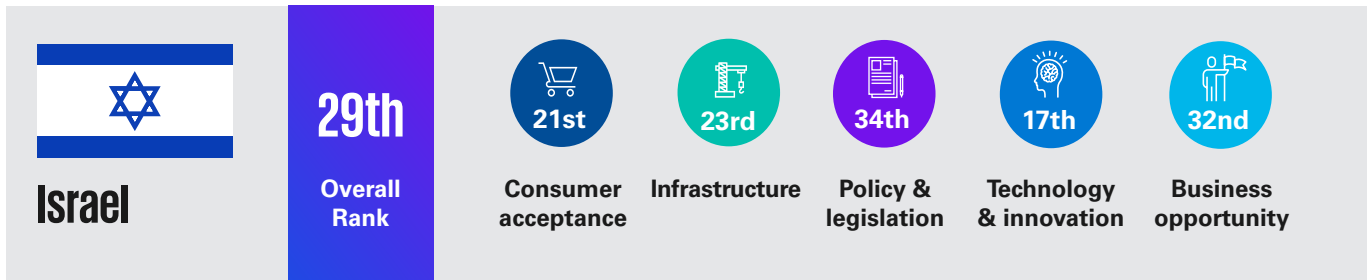 Israel
29th
Overall
Rank
21st
Consumer
acceptance
23rd
Infrastructure
34th
Policy &
legislation
17th
Technology
& innovation
32nd
Business
opportunity